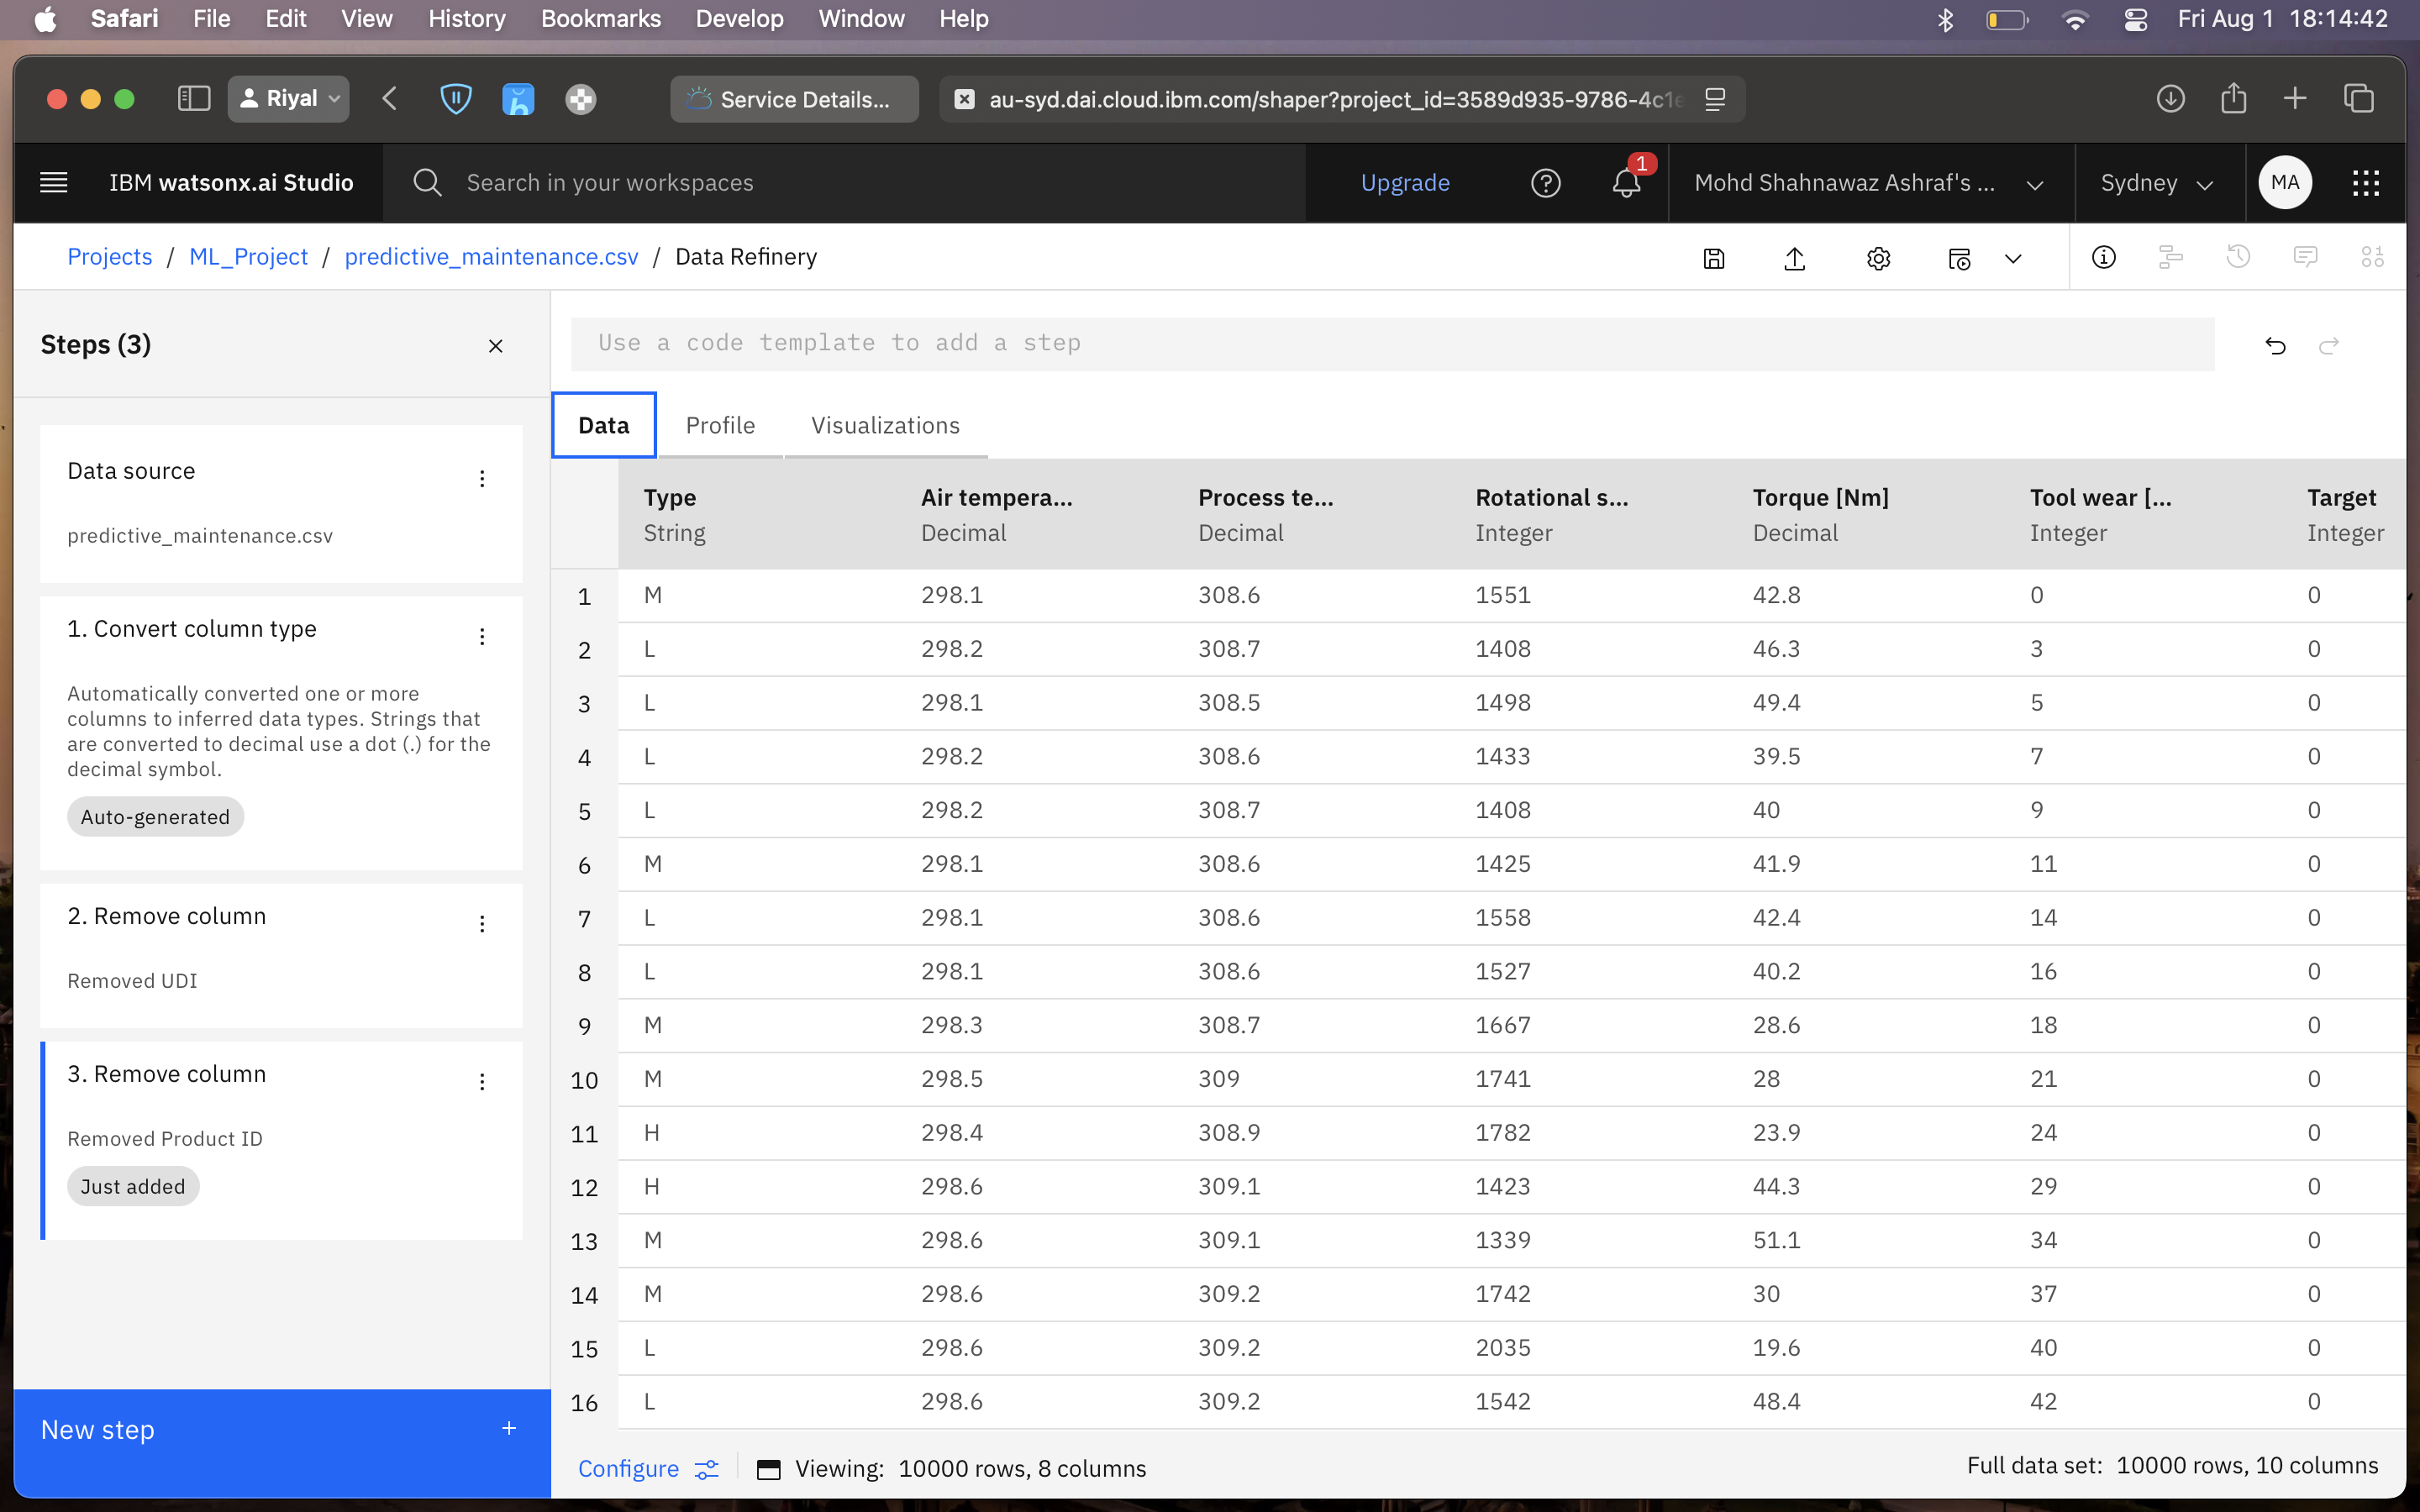 Safari File Edit View History Bookmarks Develop Window Help Fri Aug 1 18:14:42
Riyal Service Details... au-syd.dai.cloud.ibm.com/shaper?project_id=3589d935-9786-4c1
IBM watsonx.ai Studio Search in your workspaces Upgrade 1 Mohd Shahnawaz Ashraf's ... Sydney MA
Projects / ML_Project / predictive_maintenance.csv / Data Refinery
Steps (3)
Data source
predictive_maintenance.csv
1. Convert column type
Automatically converted one or more
columns to inferred data types. Strings that
are converted to decimal use a dot (.) for the
decimal symbol.
Auto-generated
2. Remove column
Removed UDI
3. Remove column
Removed Product ID
Just added
New step +
Use a code template to add a step
Data Profile Visualizations
Type Air tempera... Process te... Rotational s... Torque [Nm] Tool wear [... Target
String Decimal Decimal Integer Decimal Integer Integer
1 M 298.1 308.6 1551 42.8 0 0
2 L 298.2 308.7 1408 46.3 3 0
3 L 298.1 308.5 1498 49.4 5 0
4 L 298.2 308.6 1433 39.5 7 0
5 L 298.2 308.7 1408 40 9 0
6 M 298.1 308.6 1425 41.9 11 0
7 L 298.1 308.6 1558 42.4 14 0
8 L 298.1 308.6 1527 40.2 16 0
9 M 298.3 308.7 1667 28.6 18 0
10 M 298.5 309 1741 28 21 0
11 H 298.4 308.9 1782 23.9 24 0
12 H 298.6 309.1 1423 44.3 29 0
13 M 298.6 309.1 1339 51.1 34 0
14 M 298.6 309.2 1742 30 37 0
15 L 298.6 309.2 2035 19.6 40 0
16 L 298.6 309.2 1542 48.4 42 0
Configure Viewing: 10000 rows, 8 columns Full data set: 10000 rows, 10 columns